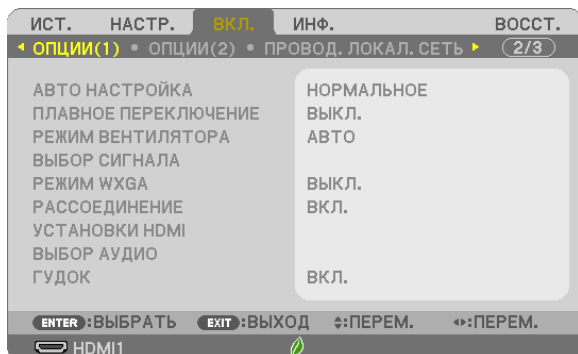 ИСТ. НАСТР. ВКЛ. ИНФ. ВОССТ.
ОПЦИИ(1) • ОПЦИИ(2) • ПРОВОД. ЛОКАЛ. СЕТЬ 2/3
АВТО НАСТРОЙКА НОРМАЛЬНОЕ
ПЛАВНОЕ ПЕРЕКЛЮЧЕНИЕ ВЫКЛ.
РЕЖИМ ВЕНТИЛЯТОРА АВТО
ВЫБОР СИГНАЛА
РЕЖИМ WXGA ВЫКЛ.
РАССОЕДИНЕНИЕ ВКЛ.
УСТАНОВКИ HDMI
ВЫБОР АУДИО
ГУДОК ВКЛ.
ENTER :ВЫБРАТЬ EXIT :ВЫХОД :ПЕРЕМ. :ПЕРЕМ.
HDMI1